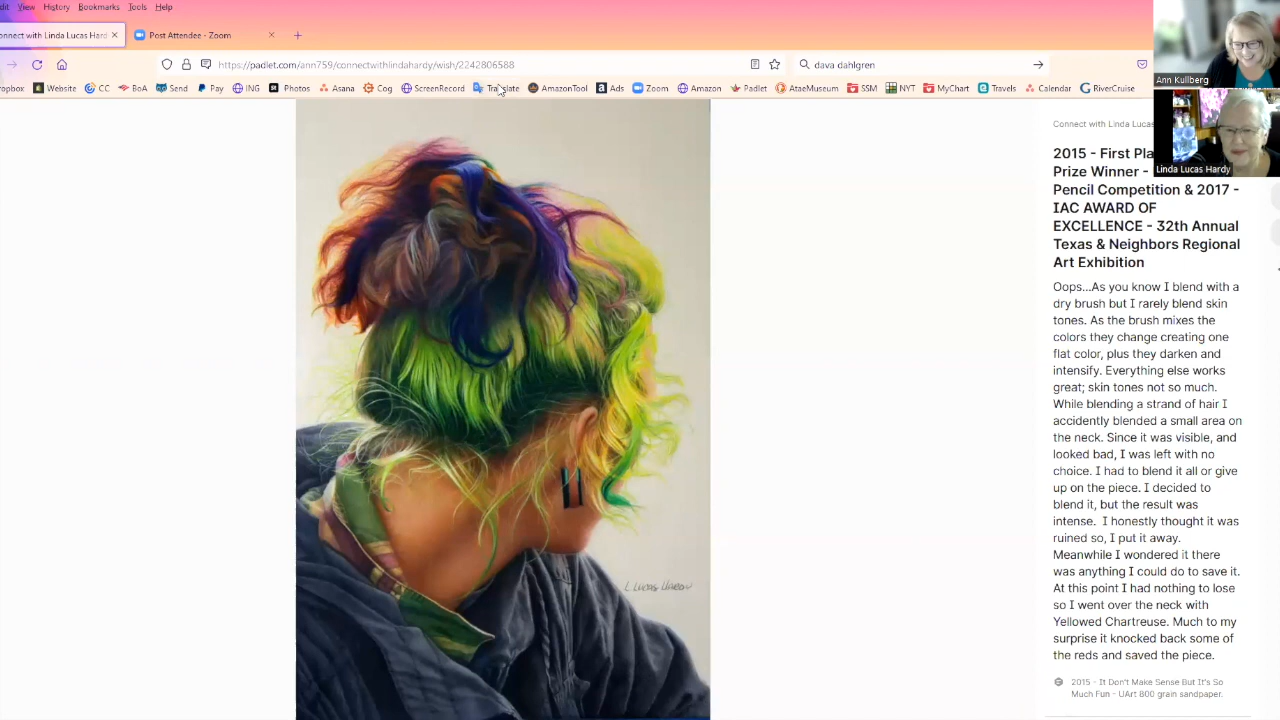 dit View History Bookmarks Tools Help
onnect with Linda Lucas Hard
Post Attendee - Zoom
https://padlet.com/ann759/connectwithlindahardy/wish/2242806588
dava dahlgren
ropbox Website CC BoA Send Pay ING Photos Asana Cog ScreenRec Translate AmazonTool Ads Zoom Amazon Padlet AtaeMuseum SSM NYT MyChart Travels Calendar RiverCruise
Ann Kullberg
Linda Lucas Hardy
Connect with Linda Lucas
2015 - First Pla
Prize Winner -
Pencil Competition & 2017 -
IAC AWARD OF
EXCELLENCE - 32th Annual
Texas & Neighbors Regional
Art Exhibition
Oops...As you know I blend with a
dry brush but I rarely blend skin
tones. As the brush mixes the
colors they change creating one
flat color, plus they darken and
intensify. Everything else works
great; skin tones not so much.
While blending a strand of hair I
accidently blended a small area on
the neck. Since it was visible, and
looked bad, I was left with no
choice. I had to blend it all or give
up on the piece. I decided to
blend it, but the result was
intense. I honestly thought it was
ruined so, I put it away.
Meanwhile I wondered it there
was anything I could do to save it.
At this point I had nothing to lose
so I went over the neck with
Yellowed Chartreuse. Much to my
surprise it knocked back some of
the reds and saved the piece.
2015 - It Don't Make Sense But It's So
Much Fun - UArt 800 grain sandpaper.
L LUCAS HARDY